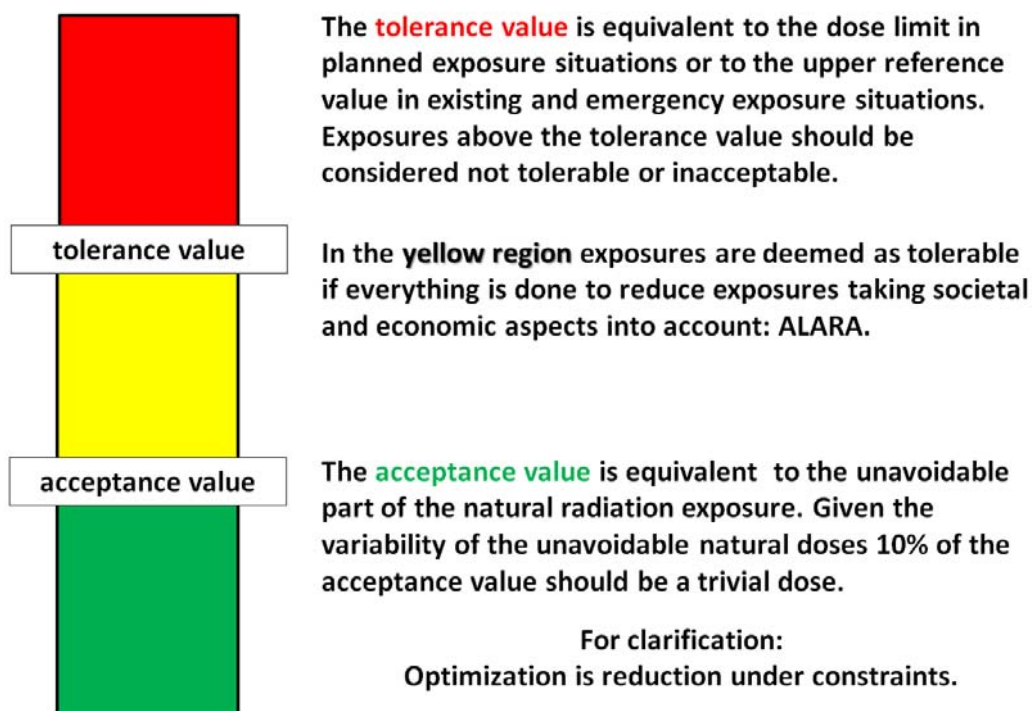 The tolerance value is equivalent to the dose limit in
planned exposure situations or to the upper reference
value in existing and emergency exposure situations.
Exposures above the tolerance value should be
considered not tolerable or inacceptable.
tolerance value
In the yellow region exposures are deemed as tolerable
if everything is done to reduce exposures taking societal
and economic aspects into account: ALARA.
acceptance value
The acceptance value is equivalent to the unavoidable
part of the natural radiation exposure. Given the
variability of the unavoidable natural doses 10% of the
acceptance value should be a trivial dose.
For clarification:
Optimization is reduction under constraints.